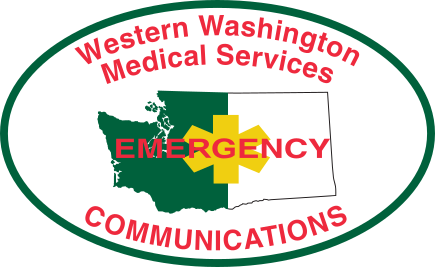 Western Washington
Medical Services
EMERGENCY
COMMUNICATIONS